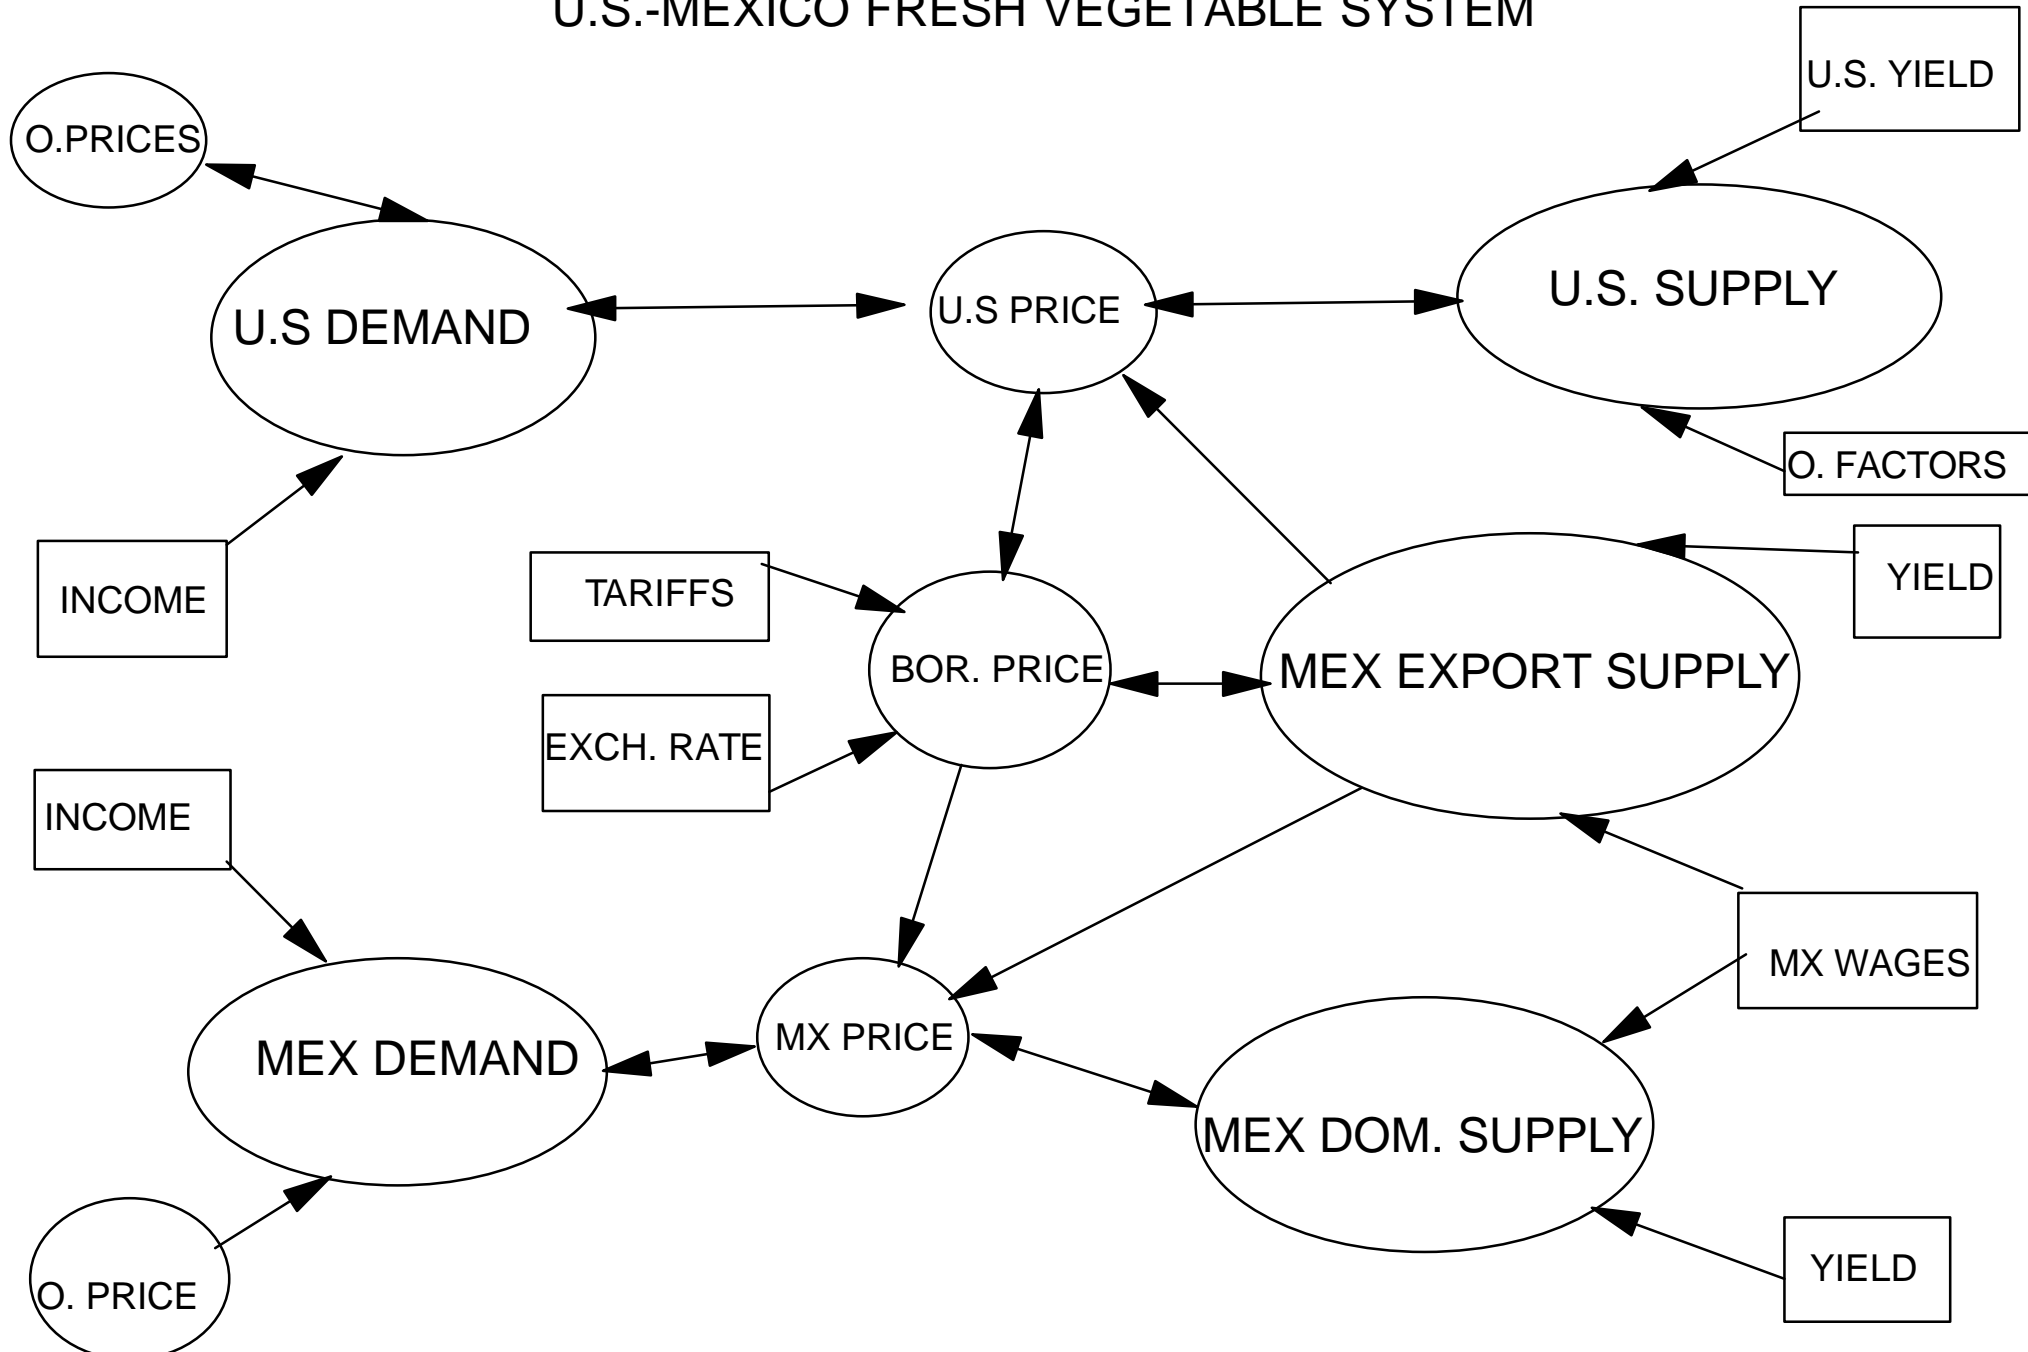 U.S.-MEXICO FRESH VEGETABLE SYSTEM
U.S. YIELD
O.PRICES
U.S. SUPPLY
U.S PRICE
U.S DEMAND
O. FACTORS
YIELD
TARIFFS
INCOME
BOR. PRICE
MEX EXPORT SUPPLY
EXCH. RATE
INCOME
MX WAGES
MX PRICE
MEX DEMAND
MEX DOM. SUPPLY
YIELD
O. PRICE